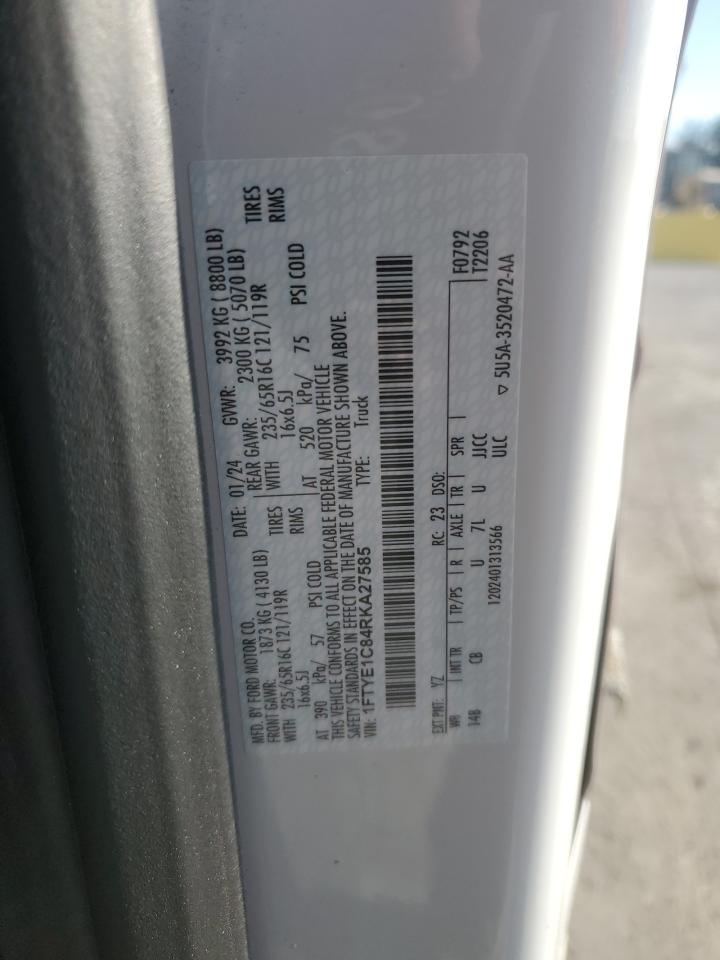 MFD. BY FORD MOTOR CO. DATE: 01/24 GVWR: 3992 KG ( 8800 LB)
FRONT GAWR: 1873 KG ( 4130 LB) REAR GAWR: 2300 KG ( 5070 LB)
WITH 235/65R16C 121/119R TIRES WITH 235/65R16C 121/119R TIRES
16x6.5J RIMS 16x6.5J RIMS
AT 390 kPa/ 57 PSI COLD AT 520 kPa/ 75 PSI COLD
THIS VEHICLE CONFORMS TO ALL APPLICABLE FEDERAL MOTOR VEHICLE
SAFETY STANDARDS IN EFFECT ON THE DATE OF MANUFACTURE SHOWN ABOVE.
VIN: 1FTYE1C84RKA27585 TYPE: Truck
EXT PNT: YZ RC: 23 DSO: F0792
WB INT TR TP/PS R AXLE TR SPR T2206
148 CB U 7L U JJCC
1202401313566 ULC ▽ 5U5A-3520472-AA